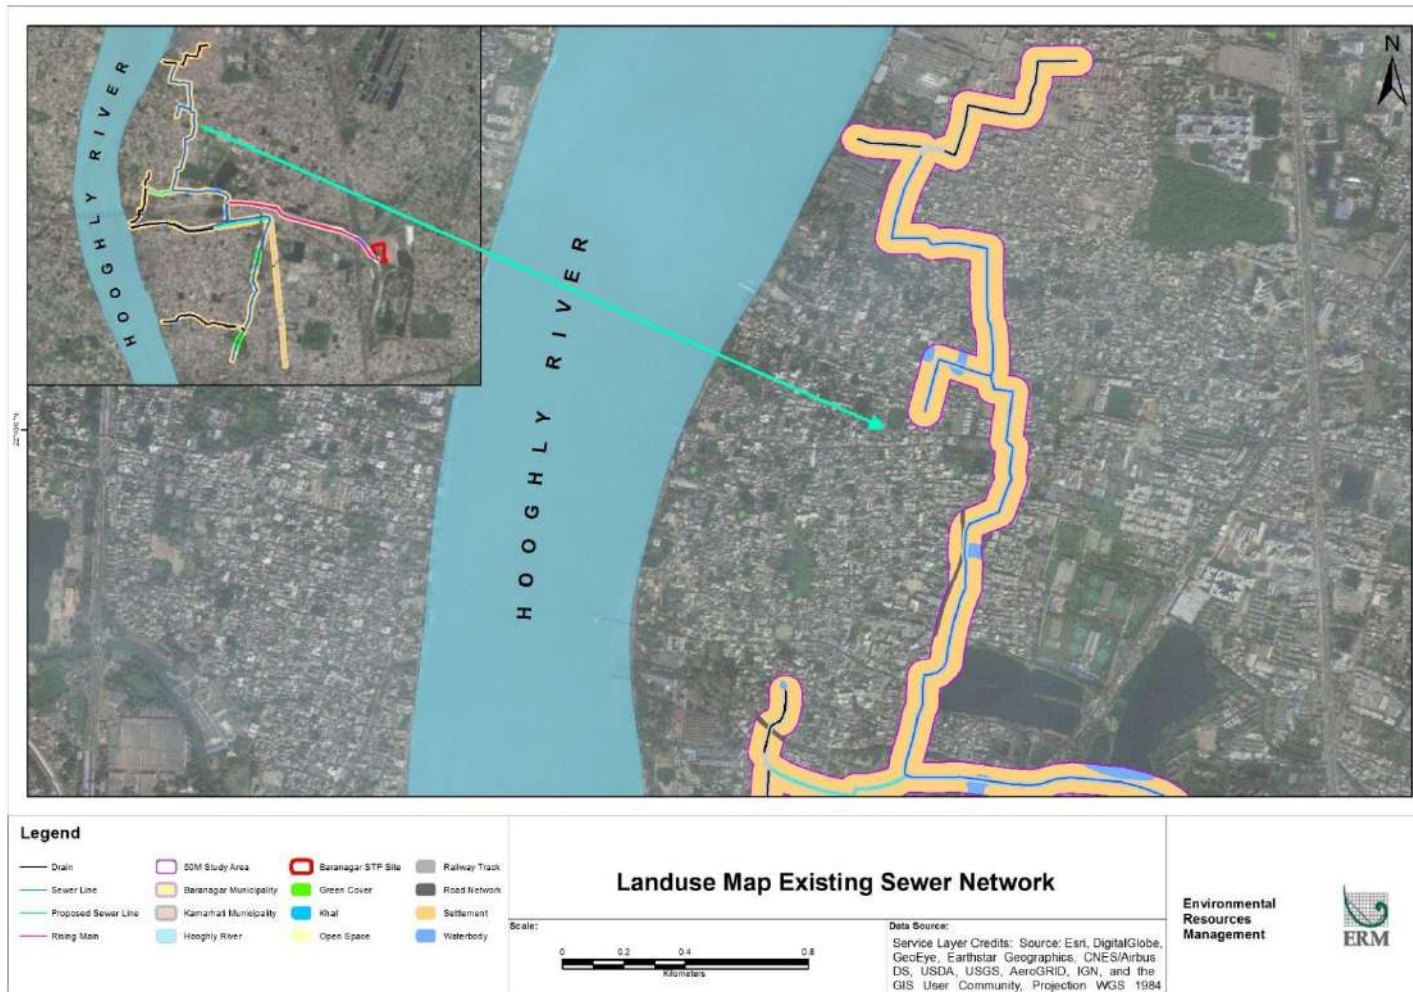 HOOGHLY RIVER
HOOGHLY RIVER
N
Legend
Drain
Sewer Line
Proposed Sewer Line
Rising Main
50M Study Area
Baranagar Municipality
Kamarhati Municipality
Hooghly River
Baranagar STP Site
Green Cover
Khal
Open Space
Railway Track
Road Network
Settlement
Waterbody
Landuse Map Existing Sewer Network
Scale:
0 0.2 0.4 0.8
Kilometers
Data Source:
Service Layer Credits: Source: Esri, DigitalGlobe,
GeoEye, Earthstar Geographics, CNES/Airbus
DS, USDA, USGS, AeroGRID, IGN, and the
GIS User Community, Projection WGS 1984
Environmental
Resources
Management
ERM